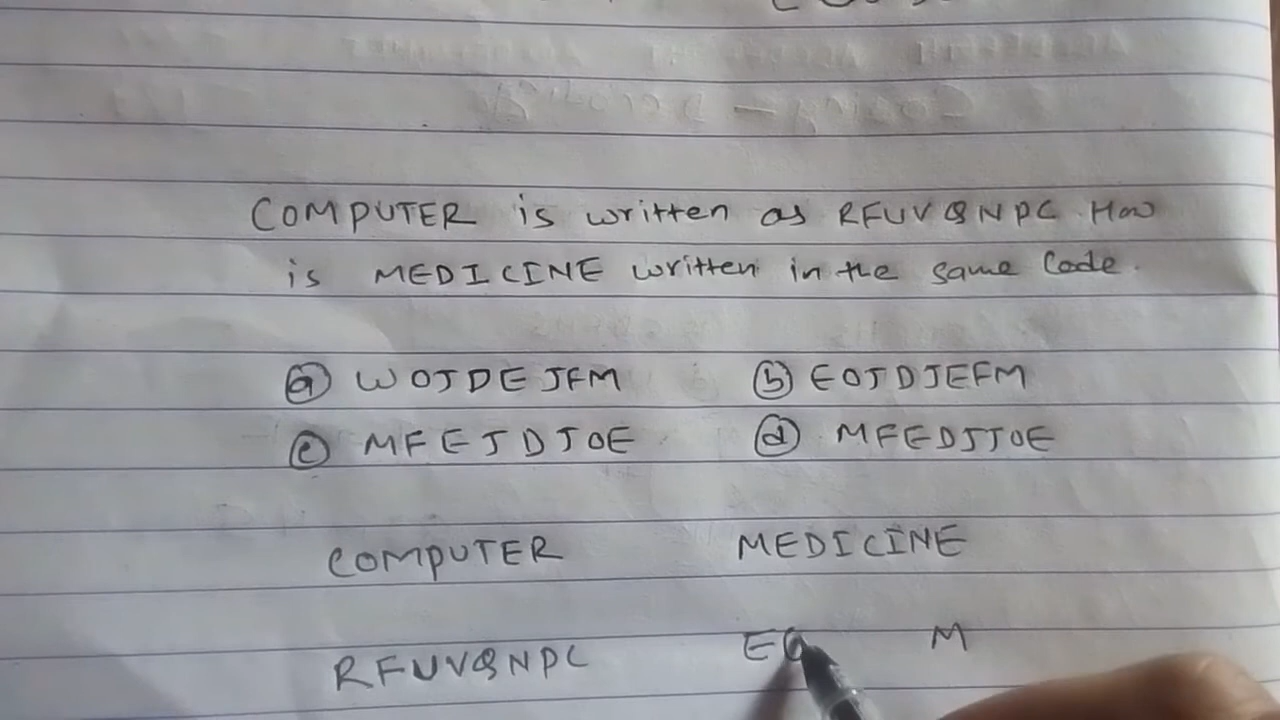 COMPUTER is written as RFUVQNPC. How
is MEDICINE written in the same Code.
(a) WOJDEJFM (b) EOJDJEFM
(c) MFEJDJOE (d) MFEDJJOE
COMPUTER MEDICINE
RFUVQNPC EO M